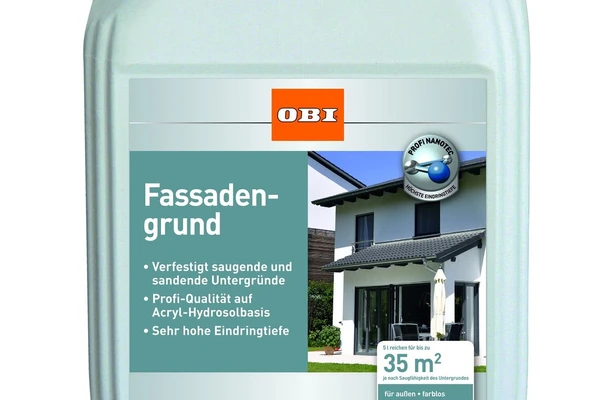 OBI
PROFI NANOTEC
HÖCHSTE EINDRINGTIEFE
Fassaden-
grund
• Verfestigt saugende und
sandende Untergründe
• Profi-Qualität auf
Acryl-Hydrosolbasis
• Sehr hohe Eindringtiefe
5 l reichen für bis zu
35 m²
je nach Saugfähigkeit des Untergrundes
für außen • farblos